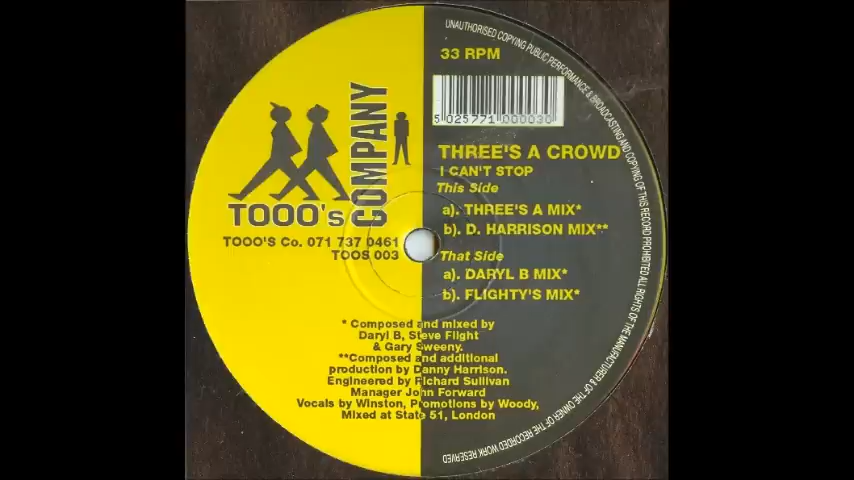 UNAUTHORISED COPYING PUBLIC PERFORMANCE & BROADCASTING AND COPYING OF THIS RECORD PROHIBITED ALL RIGHTS OF THE MANUFACTURER & OF THE OWNER OF THE RECORDED WORK RESERVED
33 RPM
5 025771 000030
COMPANY
TOOO's
THREE'S A CROWD
I CAN'T STOP
This Side
a). THREE'S A MIX*
b). D. HARRISON MIX**
TOOO'S Co. 071 737 0461
TOOS 003
That Side
a). DARYL B MIX*
b). FLIGHTY'S MIX*
* Composed and mixed by
Daryl B, Steve Flight
& Gary Sweeny.
**Composed and additional
production by Danny Harrison.
Engineered by Richard Sullivan
Manager John Forward
Vocals by Winston, Promotions by Woody,
Mixed at State 51, London